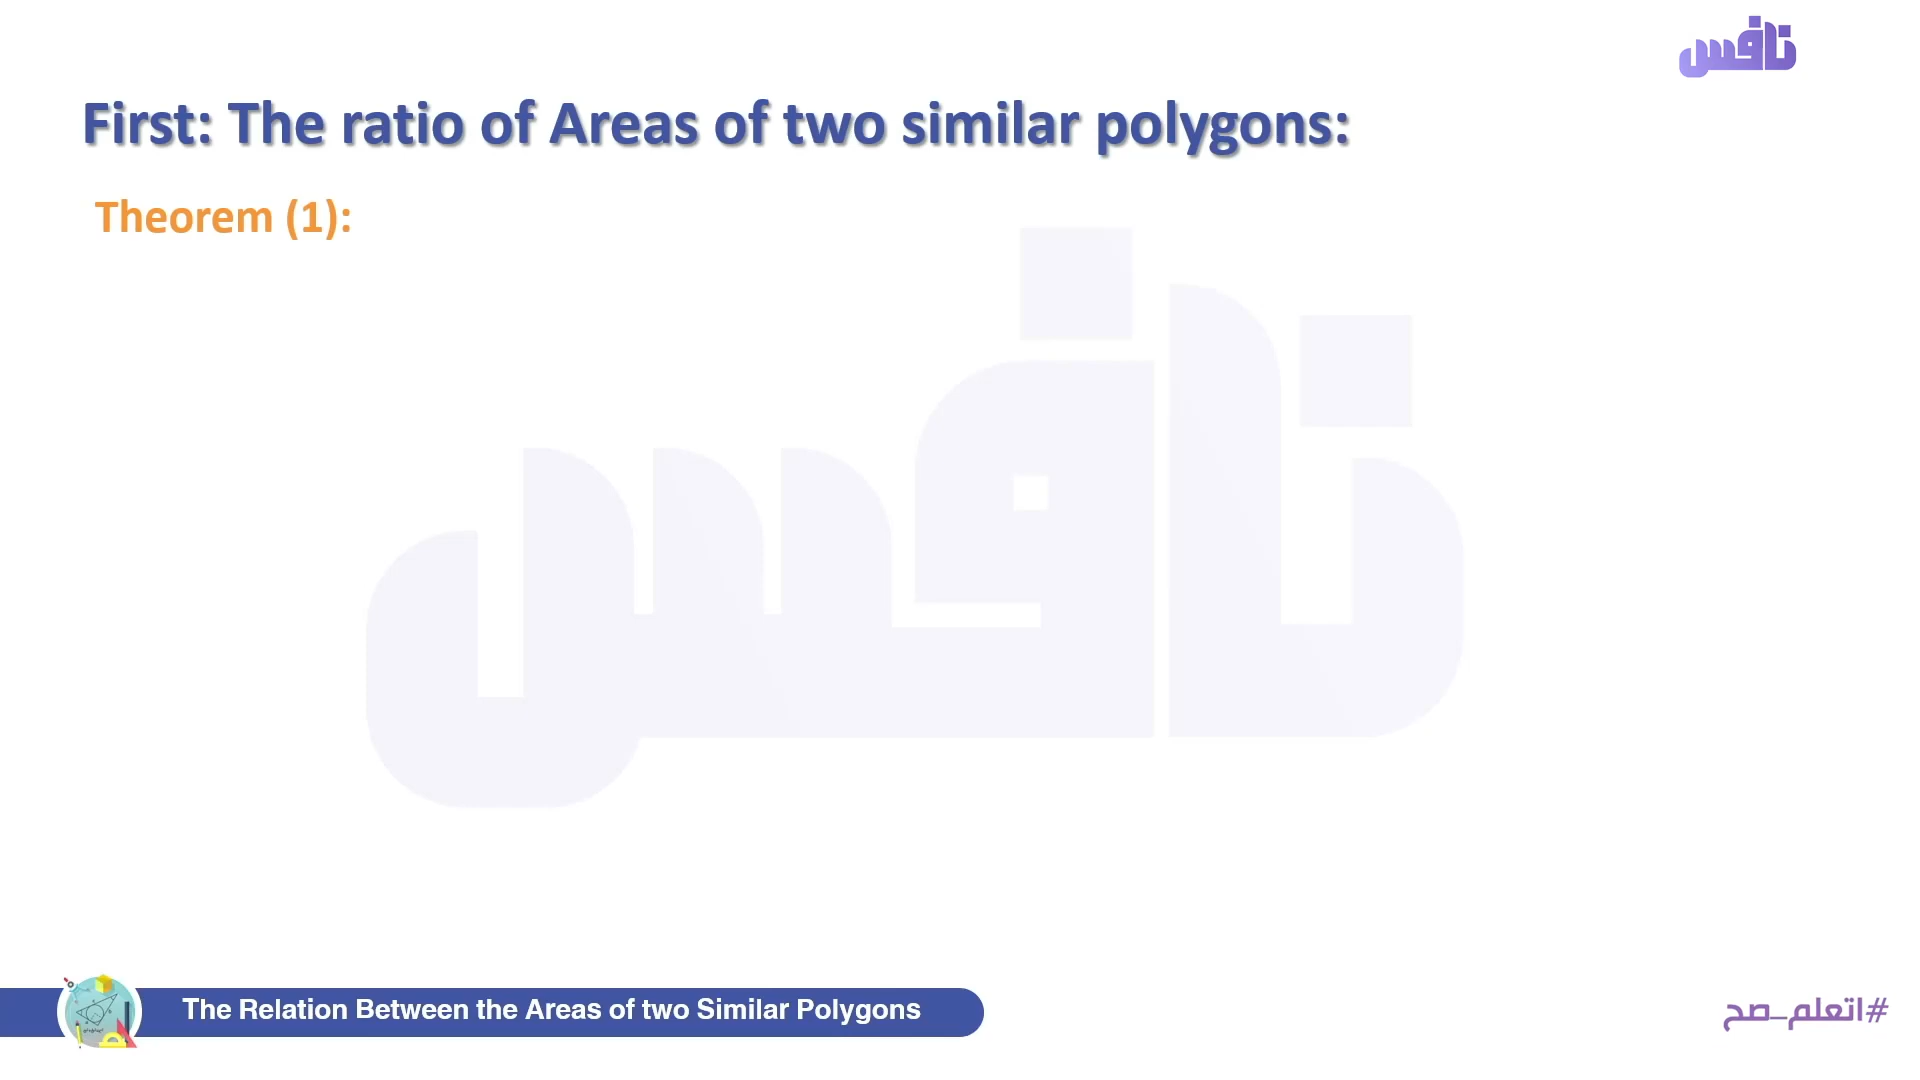 نافس
First: The ratio of Areas of two similar polygons:
Theorem (1):
نافس
The Relation Between the Areas of two Similar Polygons
#اتعلم_صح